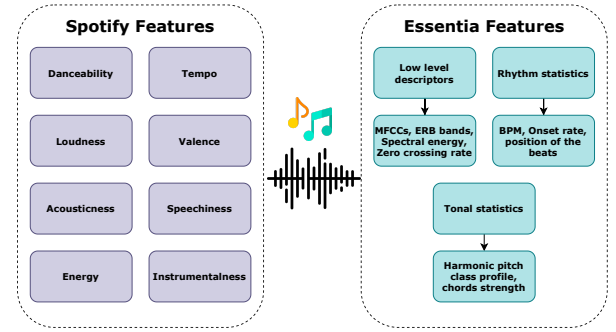 Spotify Features
Danceability
Tempo
Loudness
Valence
Acousticness
Speechiness
Energy
Instrumentalness
Essentia Features
Low level
descriptors
Rhythm statistics
MFCCs, ERB bands,
Spectral energy,
Zero crossing rate
BPM, Onset rate,
position of the
beats
Tonal statistics
Harmonic pitch
class profile,
chords strength